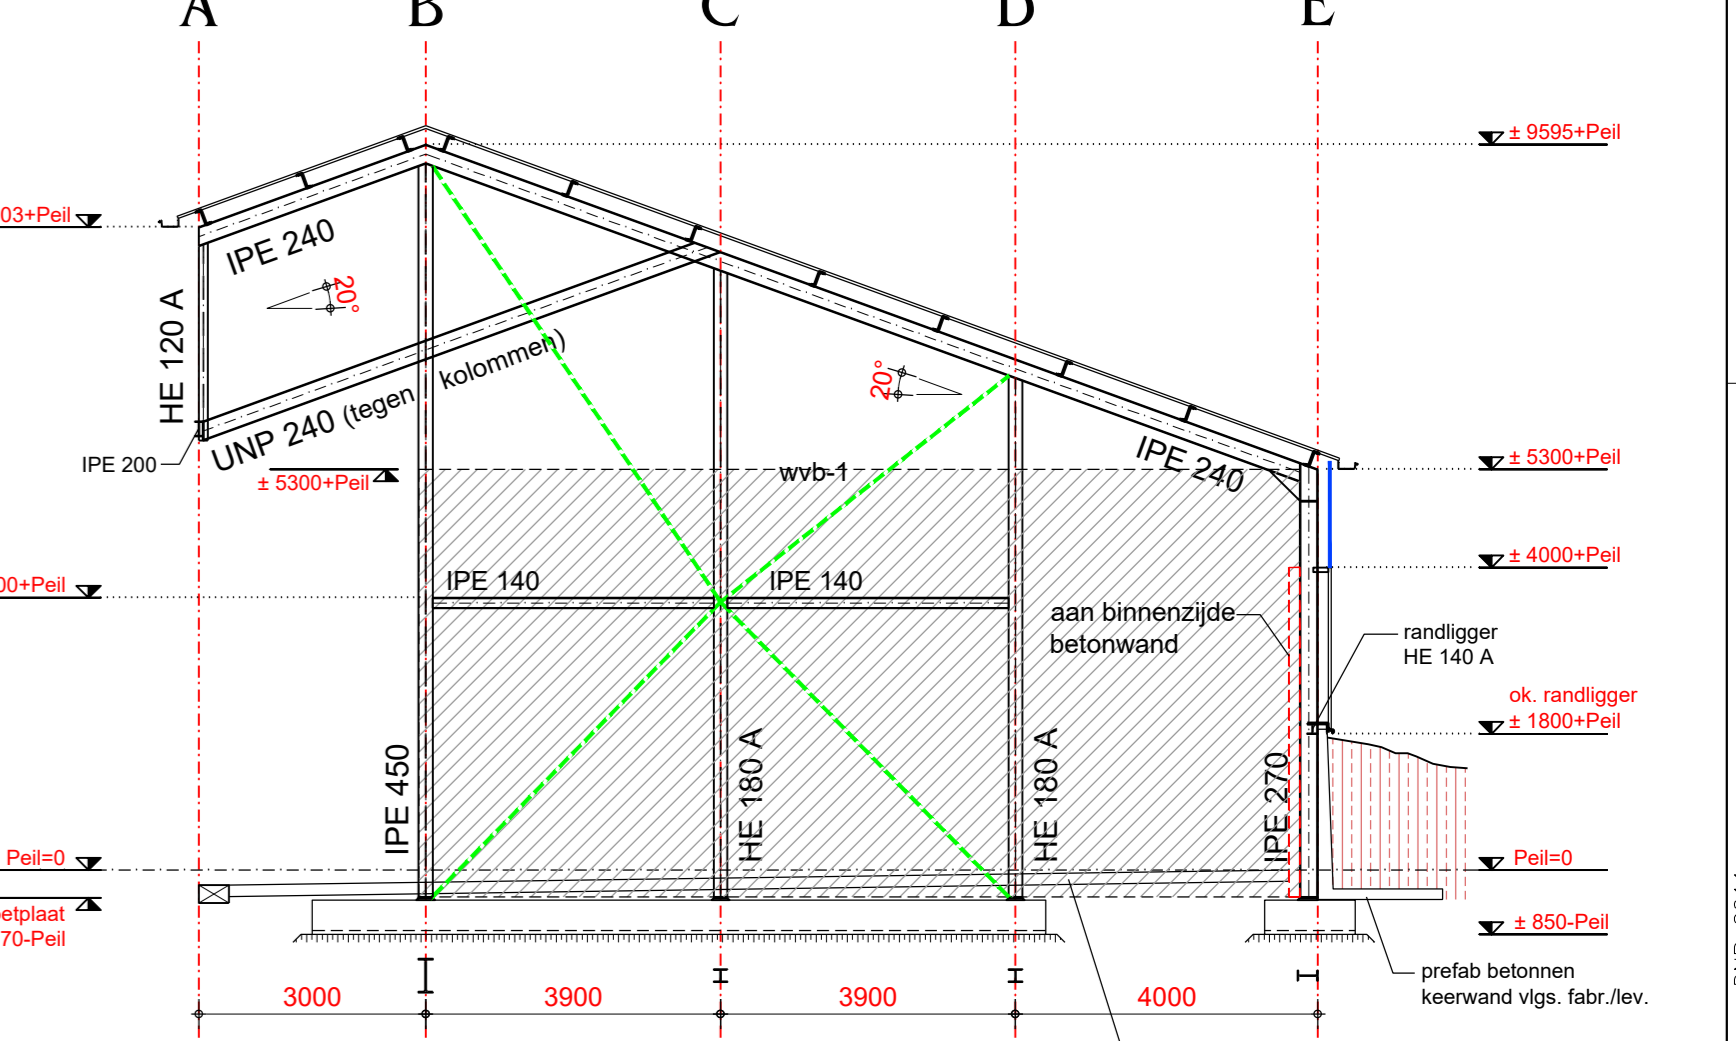 A B C D E
± 9595+Peil
03+Peil
IPE 240
20°
HE 120 A
UNP 240 (tegen kolommen)
IPE 200
± 5300+Peil
20°
wvb-1
IPE 240
± 5300+Peil
± 4000+Peil
00+Peil
IPE 140
IPE 140
aan binnenzijde
betonwand
randligger
HE 140 A
ok. randligger
± 1800+Peil
IPE 450
HE 180 A
HE 180 A
IPE 270
Peil=0
Peil=0
etplaat
70-Peil
± 850-Peil
prefab betonnen
keerwand vlgs. fabr./lev.
3000
3900
3900
4000